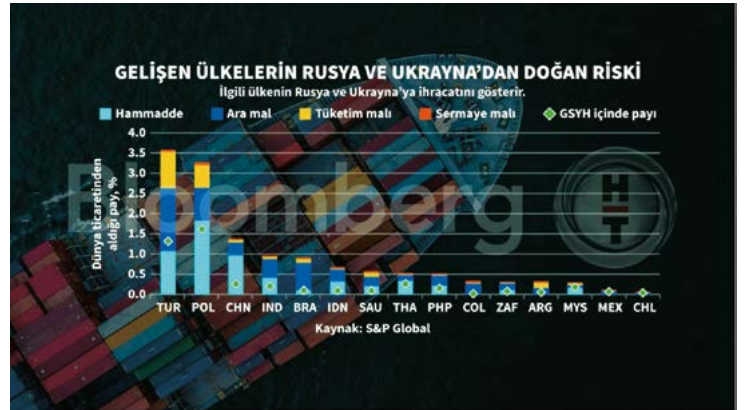 GELİŞEN ÜLKELERİN RUSYA VE UKRAYNA'DAN DOĞAN RİSKİ
İlgili ülkenin Rusya ve Ukrayna'ya ihracatını gösterir.
Hammadde Ara mal Tüketim malı Sermaye malı GSYH içinde payı
Dünya ticaretinden
aldığı pay, %
4.0
3.5
3.0
2.5
2.0
1.5
1.0
0.5
0.0
TUR POL CHN IND BRA IDN SAU THA PHP COL ZAF ARG MYS MEX CHL
Kaynak: S&P Global
Bloomberg HT